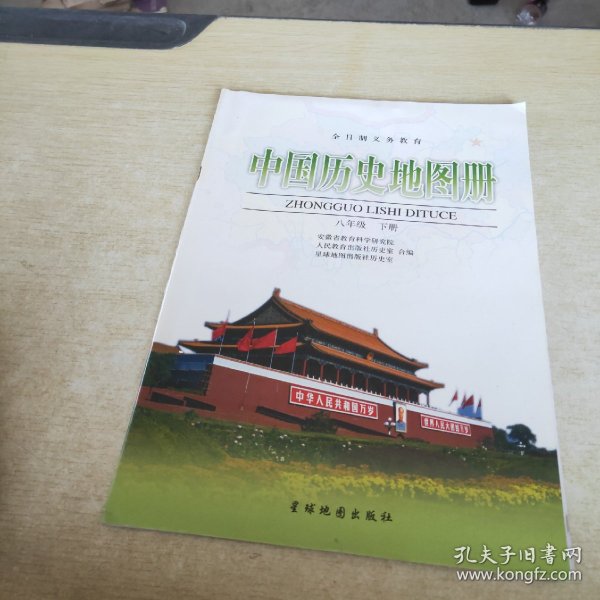 全日制义务教育
中国历史地图册
ZHONGGUO LISHI DITUCE
八年级 下册
安徽省教育科学研究院
人民教育出版社历史室 合编
星球地图出版社历史室
中华人民共和国万岁
世界人民大团结万岁
星球地图出版社
孔夫子旧书网
www.kongfz.com